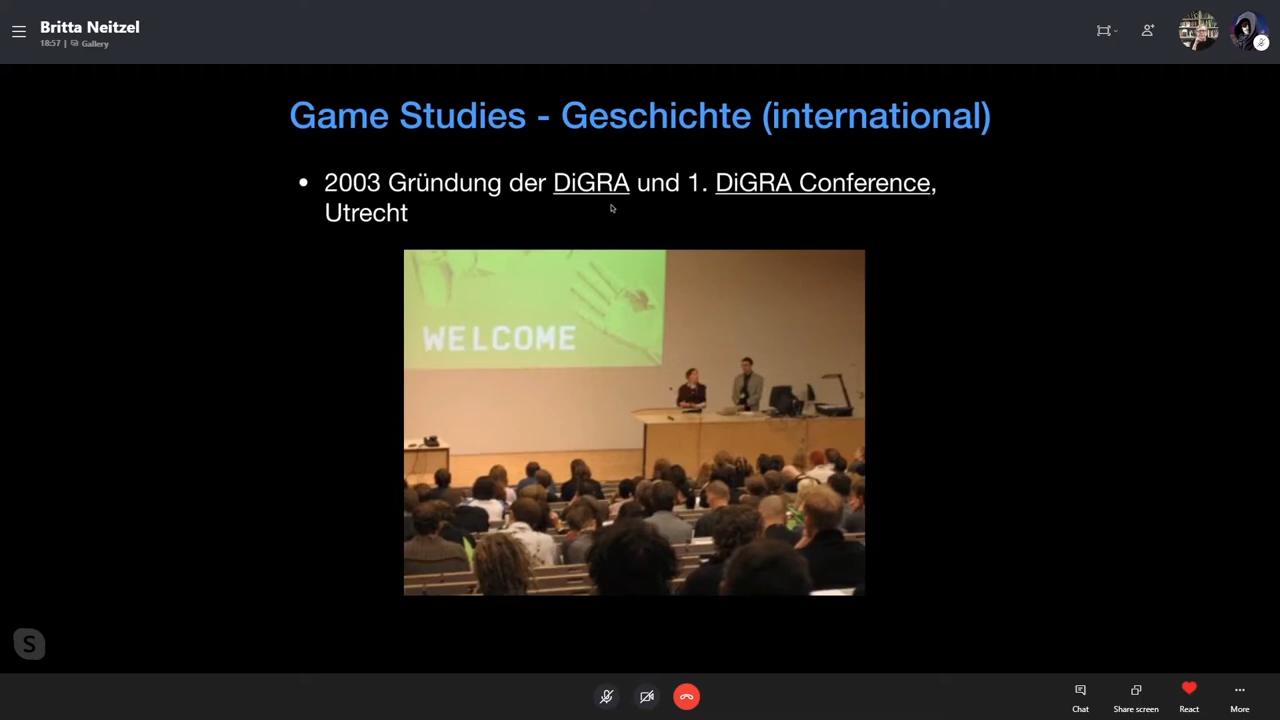 Britta Neitzel
18:57 | Gallery
Game Studies - Geschichte (international)
• 2003 Gründung der DiGRA und 1. DiGRA Conference,
Utrecht
WELCOME
S
Chat
Share screen
React
More